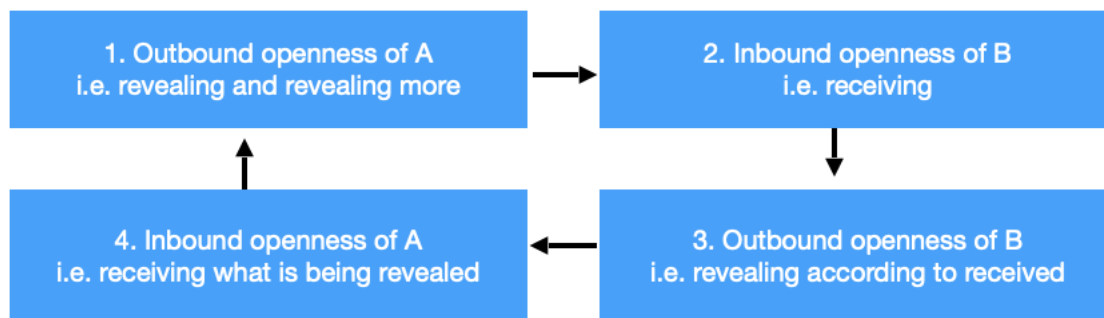 1. Outbound openness of A
i.e. revealing and revealing more
2. Inbound openness of B
i.e. receiving
3. Outbound openness of B
i.e. revealing according to received
4. Inbound openness of A
i.e. receiving what is being revealed